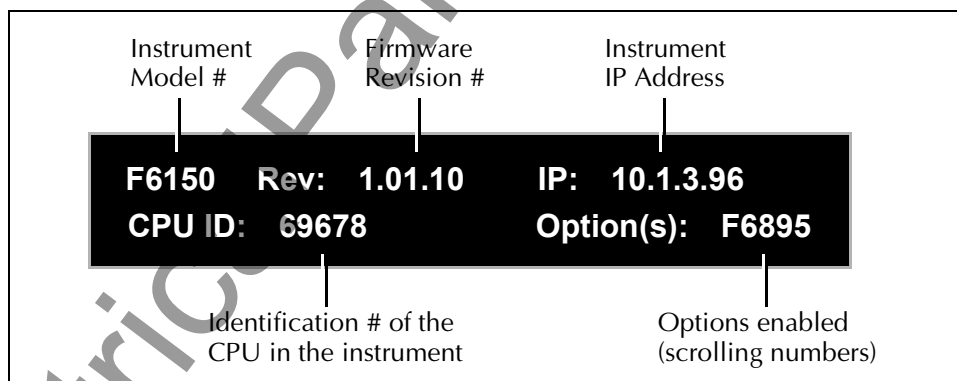 Instrument Model #
Firmware Revision #
Instrument IP Address
F6150 Rev: 1.01.10 IP: 10.1.3.96
CPU ID: 69678 Option(s): F6895
Identification # of the CPU in the instrument
Options enabled (scrolling numbers)